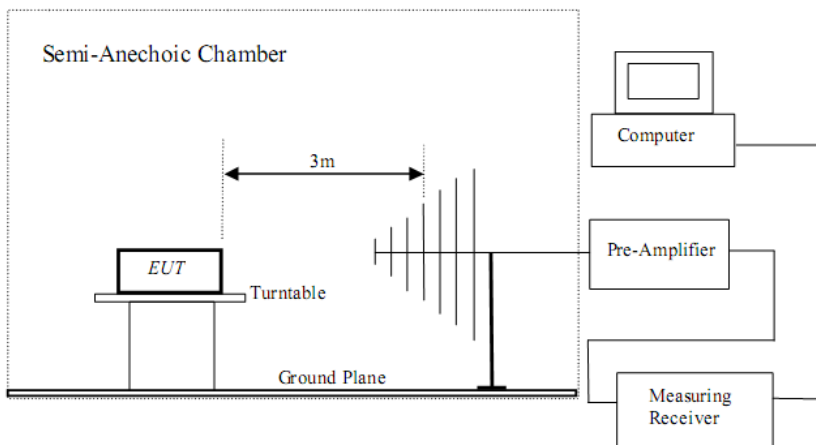 Semi-Anechoic Chamber
Computer
3m
Pre-Amplifier
EUT
Turntable
Ground Plane
Measuring
Receiver